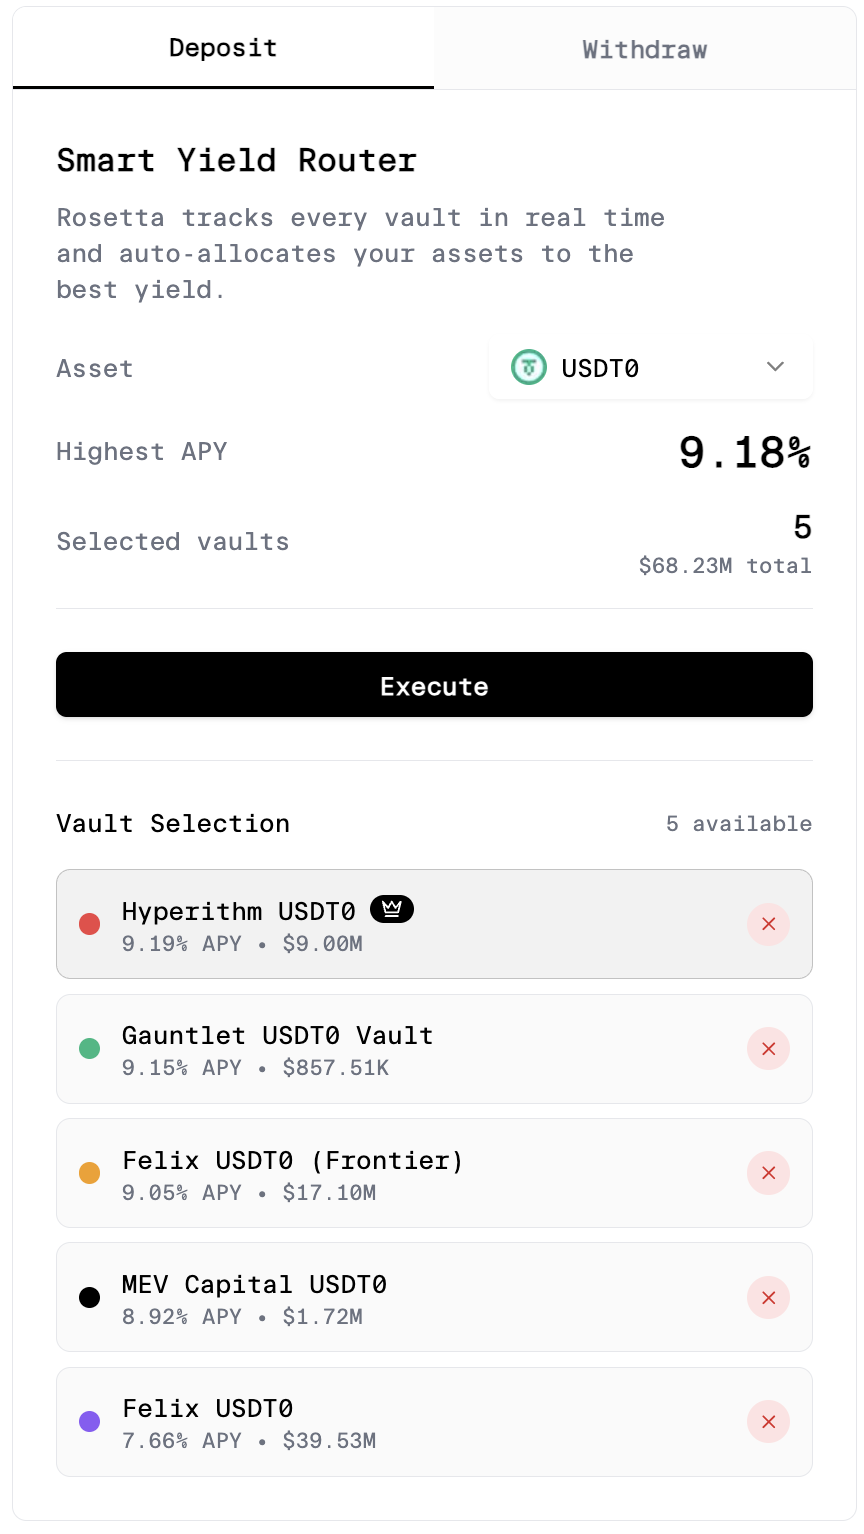 Deposit
Withdraw
Smart Yield Router
Rosetta tracks every vault in real time
and auto-allocates your assets to the
best yield.
Asset
USDT0
Highest APY
9.18%
Selected vaults
5
$68.23M total
Execute
Vault Selection
5 available
Hyperithm USDT0
9.19% APY • $9.00M
Gauntlet USDT0 Vault
9.15% APY • $857.51K
Felix USDT0 (Frontier)
9.05% APY • $17.10M
MEV Capital USDT0
8.92% APY • $1.72M
Felix USDT0
7.66% APY • $39.53M